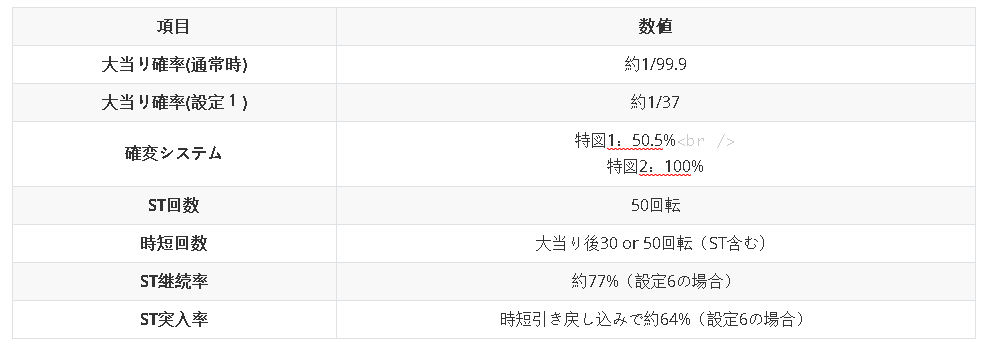 項目 数値
大当り確率(通常時) 約1/99.9
大当り確率(設定１) 約1/37
確変システム 特図1：50.5%<br />
特図2：100%
ST回数 50回転
時短回数 大当り後30 or 50回転（ST含む）
ST継続率 約77%（設定6の場合）
ST突入率 時短引き戻し込みで約64%（設定6の場合）